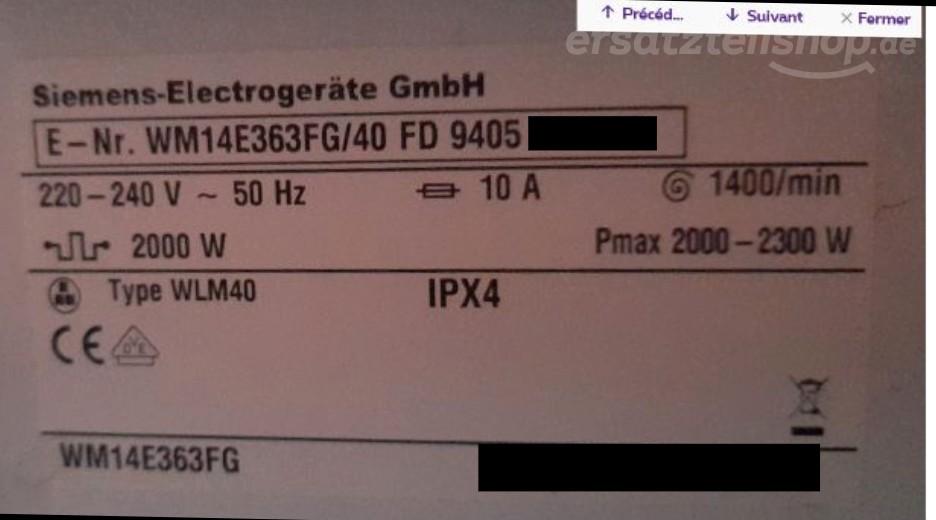 ↑ Précéd... ↓ Suivant × Fermer
ersatzteilshop.de
Siemens-Electrogeräte GmbH
E-Nr. WM14E363FG/40 FD 9405
220-240 V ~ 50 Hz 10 A 1400/min
2000 W Pmax 2000-2300 W
Type WLM40 IPX4
CE VDE
WM14E363FG